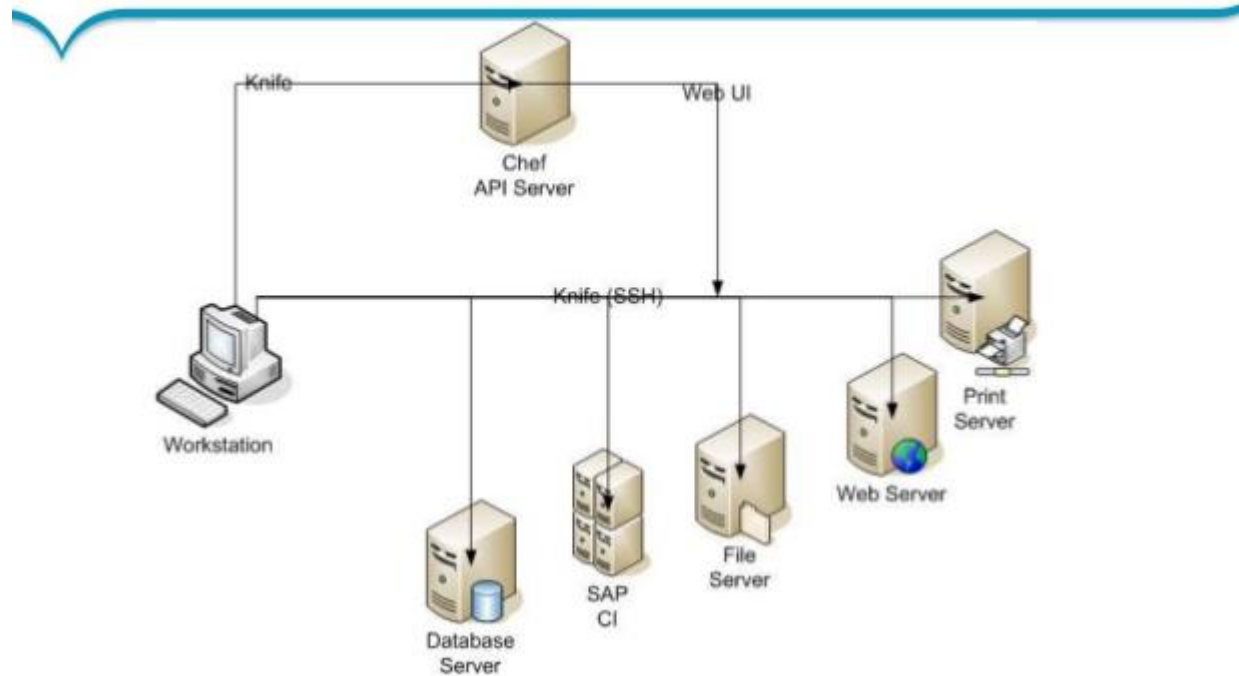 Knife
Web UI
Chef
API Server
Knife (SSH)
Workstation
Print
Server
Web Server
File
Server
SAP
CI
Database
Server